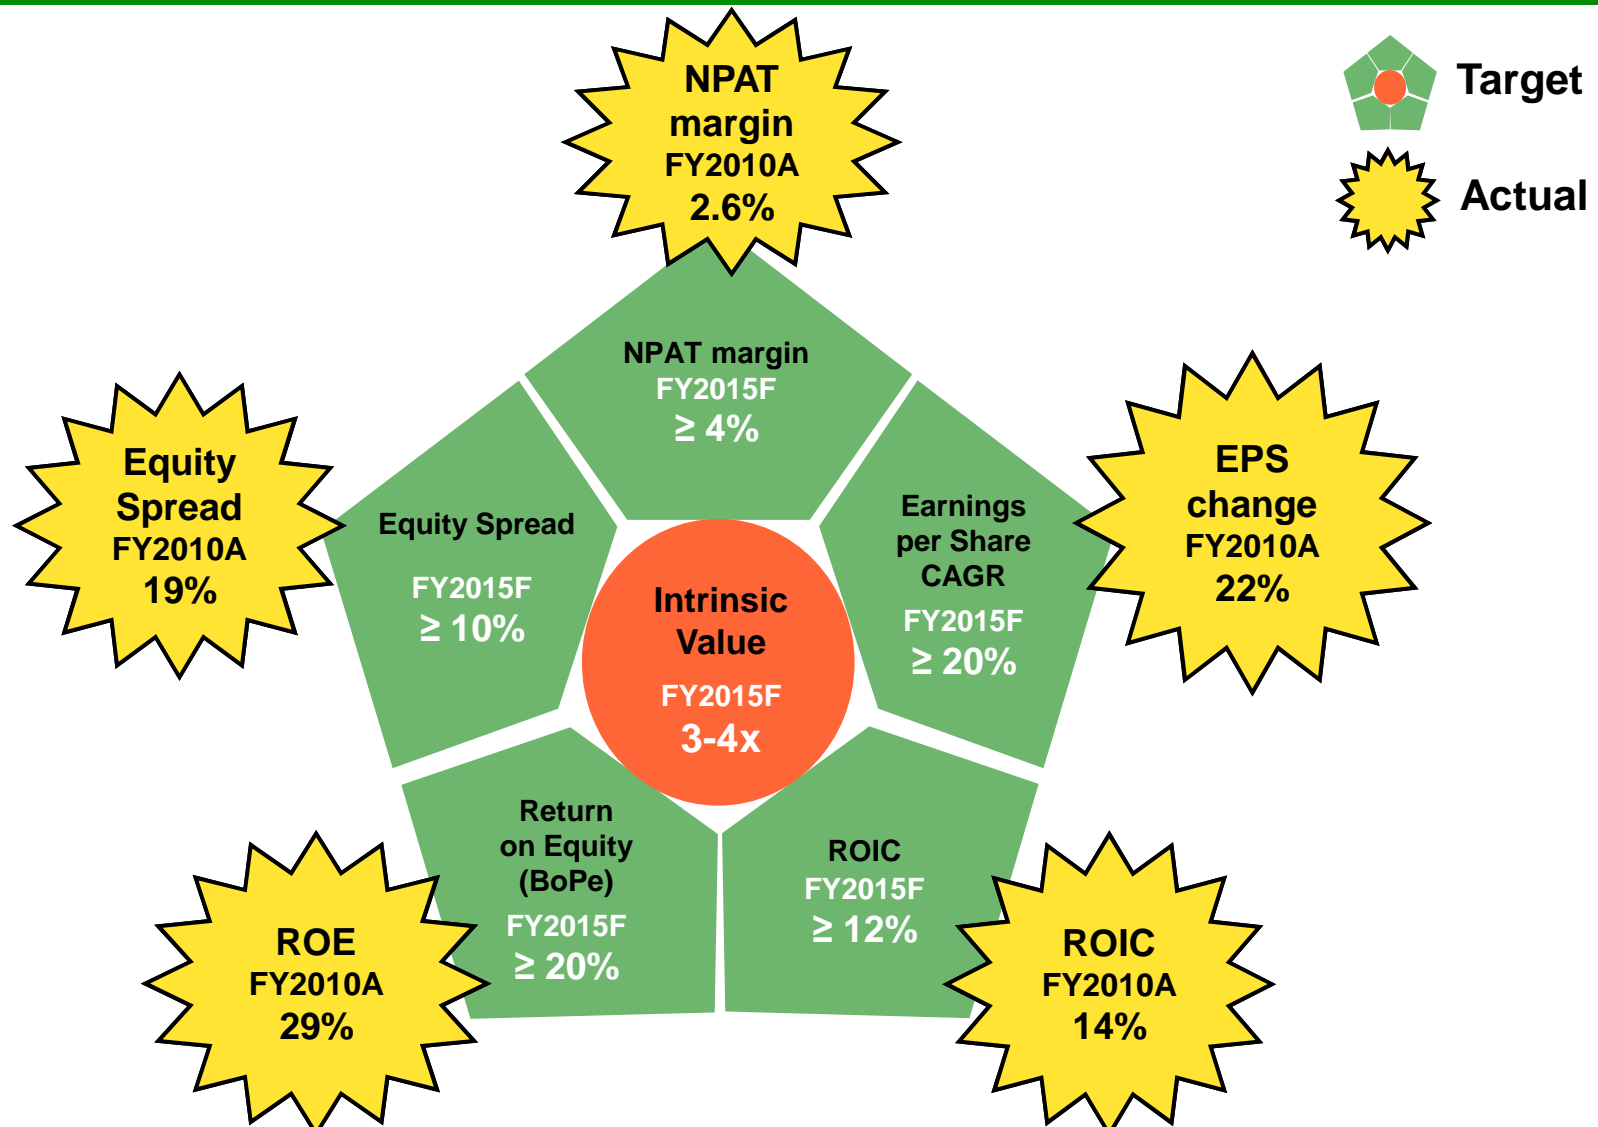 NPAT
margin
FY2010A
2.6%
Target
Actual
NPAT margin
FY2015F
≥ 4%
Equity
Spread
FY2010A
19%
Equity Spread
FY2015F
≥ 10%
Earnings
per Share
CAGR
FY2015F
≥ 20%
EPS
change
FY2010A
22%
Intrinsic
Value
FY2015F
3-4x
Return
on Equity
(BoPe)
FY2015F
≥ 20%
ROIC
FY2015F
≥ 12%
ROE
FY2010A
29%
ROIC
FY2010A
14%